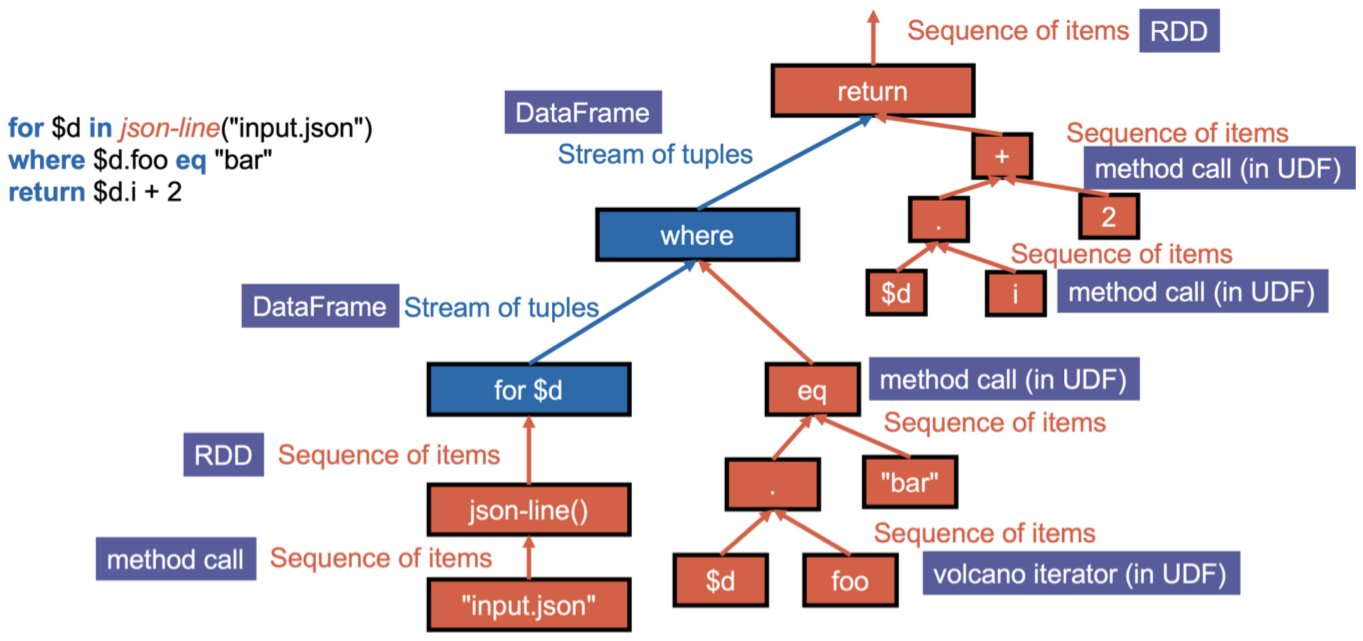 Sequence of items RDD
return
DataFrame
for $d in json-line("input.json")
where $d.foo eq "bar"
return $d.i + 2
Stream of tuples
Sequence of items
+
method call (in UDF)
.
2
where
Sequence of items
$d
i
method call (in UDF)
DataFrame Stream of tuples
for $d
eq
method call (in UDF)
Sequence of items
RDD Sequence of items
.
"bar"
json-line()
Sequence of items
method call Sequence of items
$d
foo
volcano iterator (in UDF)
"input.json"